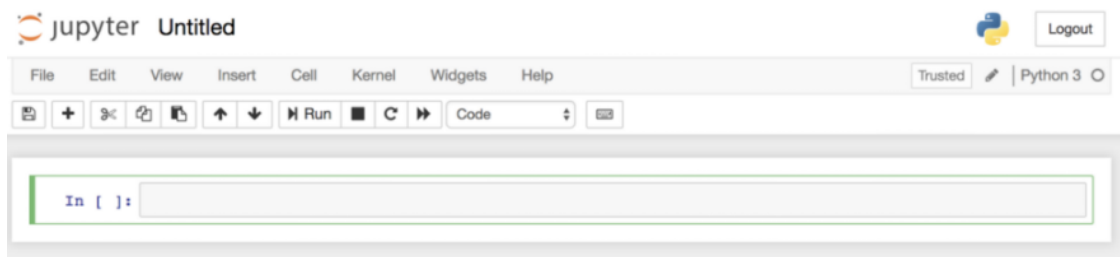 jupyter Untitled Logout
File Edit View Insert Cell Kernel Widgets Help Trusted Python 3
Run Code
In [ ]: